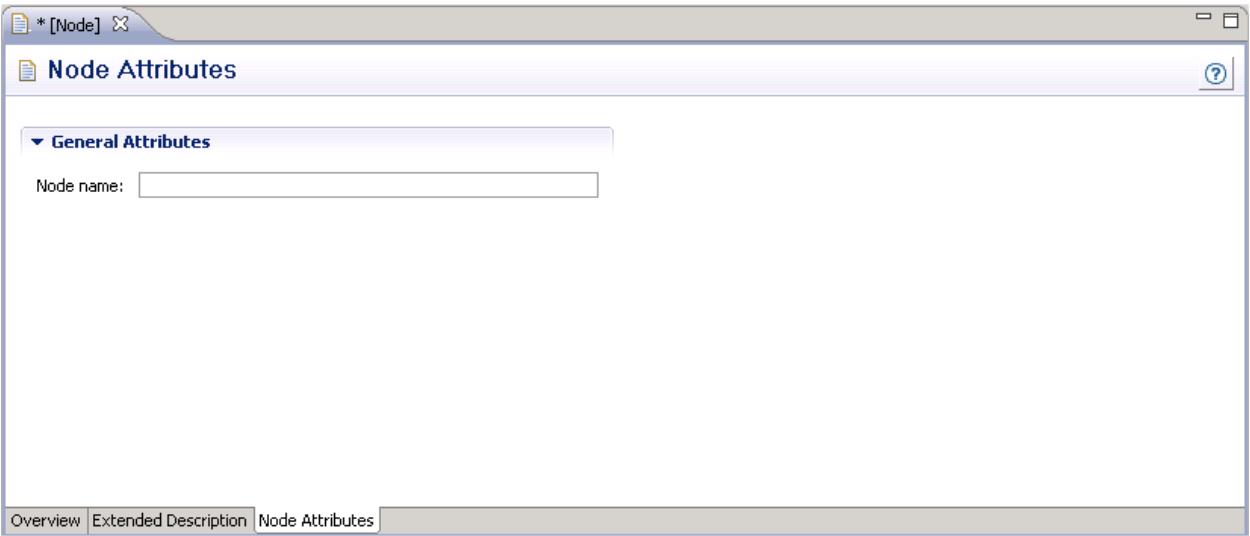 * [Node]
Node Attributes
General Attributes
Node name:
Overview Extended Description Node Attributes